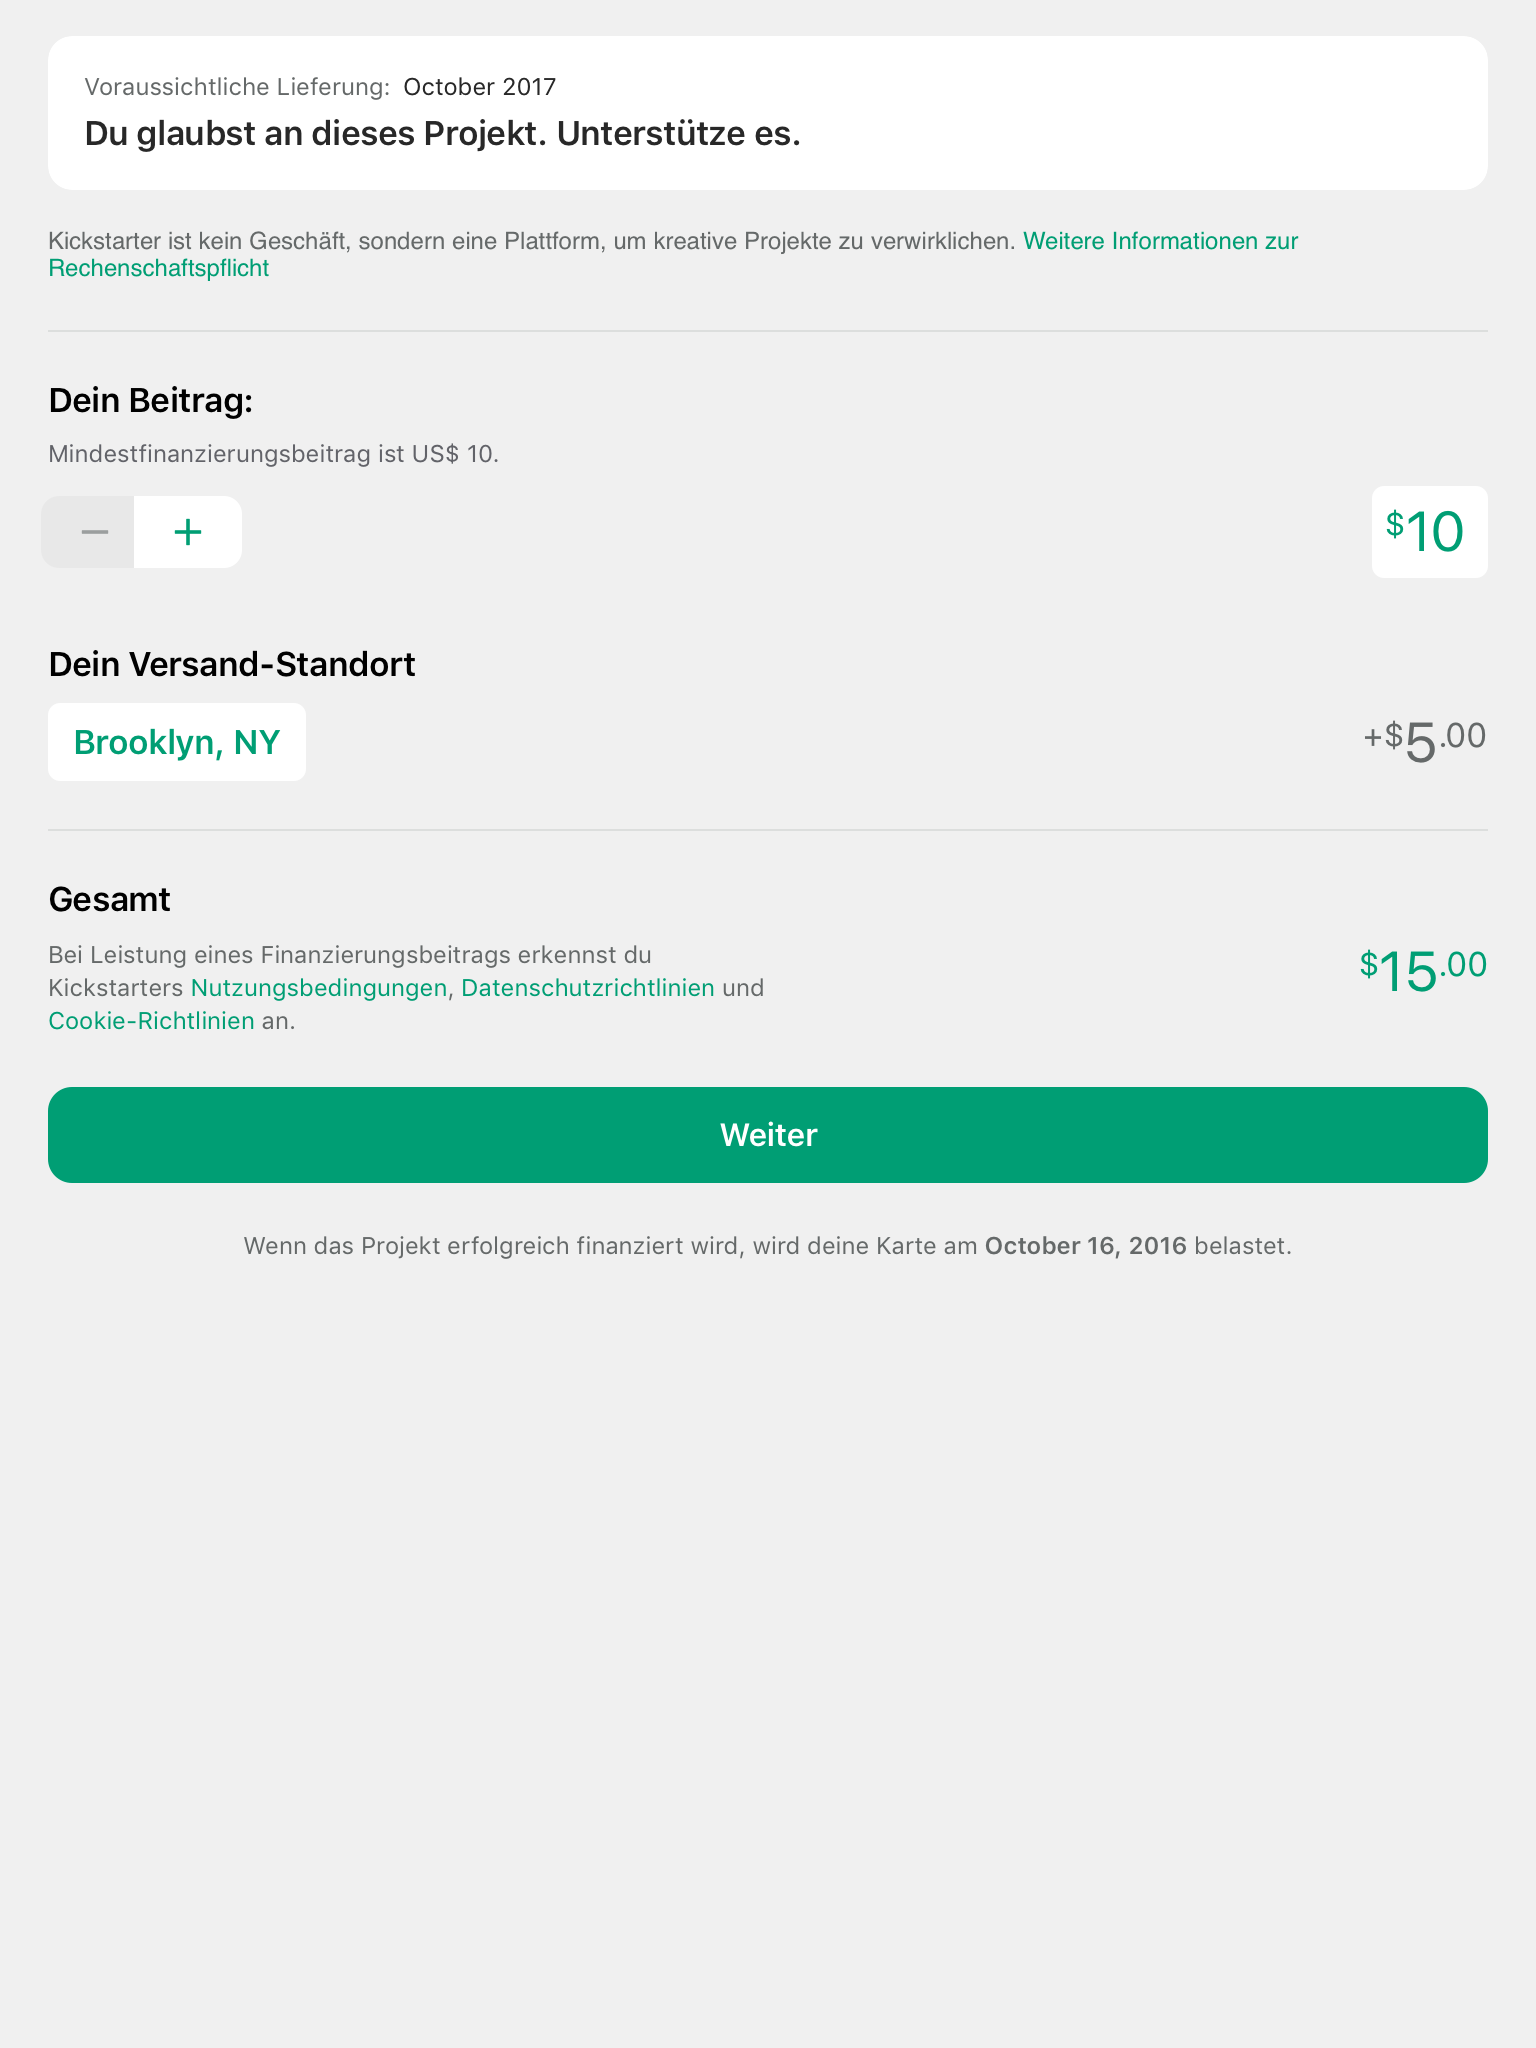 Voraussichtliche Lieferung: October 2017
Du glaubst an dieses Projekt. Unterstütze es.
Kickstarter ist kein Geschäft, sondern eine Plattform, um kreative Projekte zu verwirklichen. Weitere Informationen zur
Rechenschaftspflicht
Dein Beitrag:
Mindestfinanzierungsbeitrag ist US$ 10.
− +
$10
Dein Versand-Standort
Brooklyn, NY
+$5.00
Gesamt
Bei Leistung eines Finanzierungsbeitrags erkennst du
Kickstarters Nutzungsbedingungen, Datenschutzrichtlinien und
Cookie-Richtlinien an.
$15.00
Weiter
Wenn das Projekt erfolgreich finanziert wird, wird deine Karte am October 16, 2016 belastet.